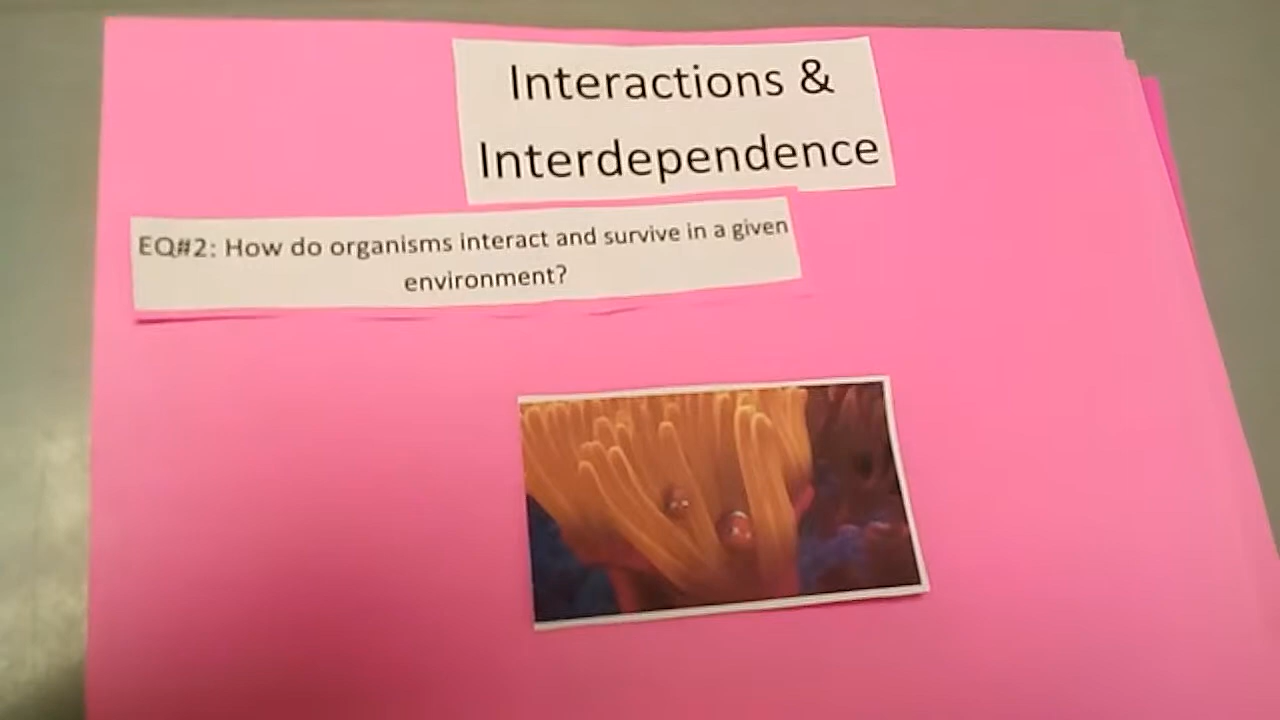 Interactions &
Interdependence
EQ#2: How do organisms interact and survive in a given
environment?